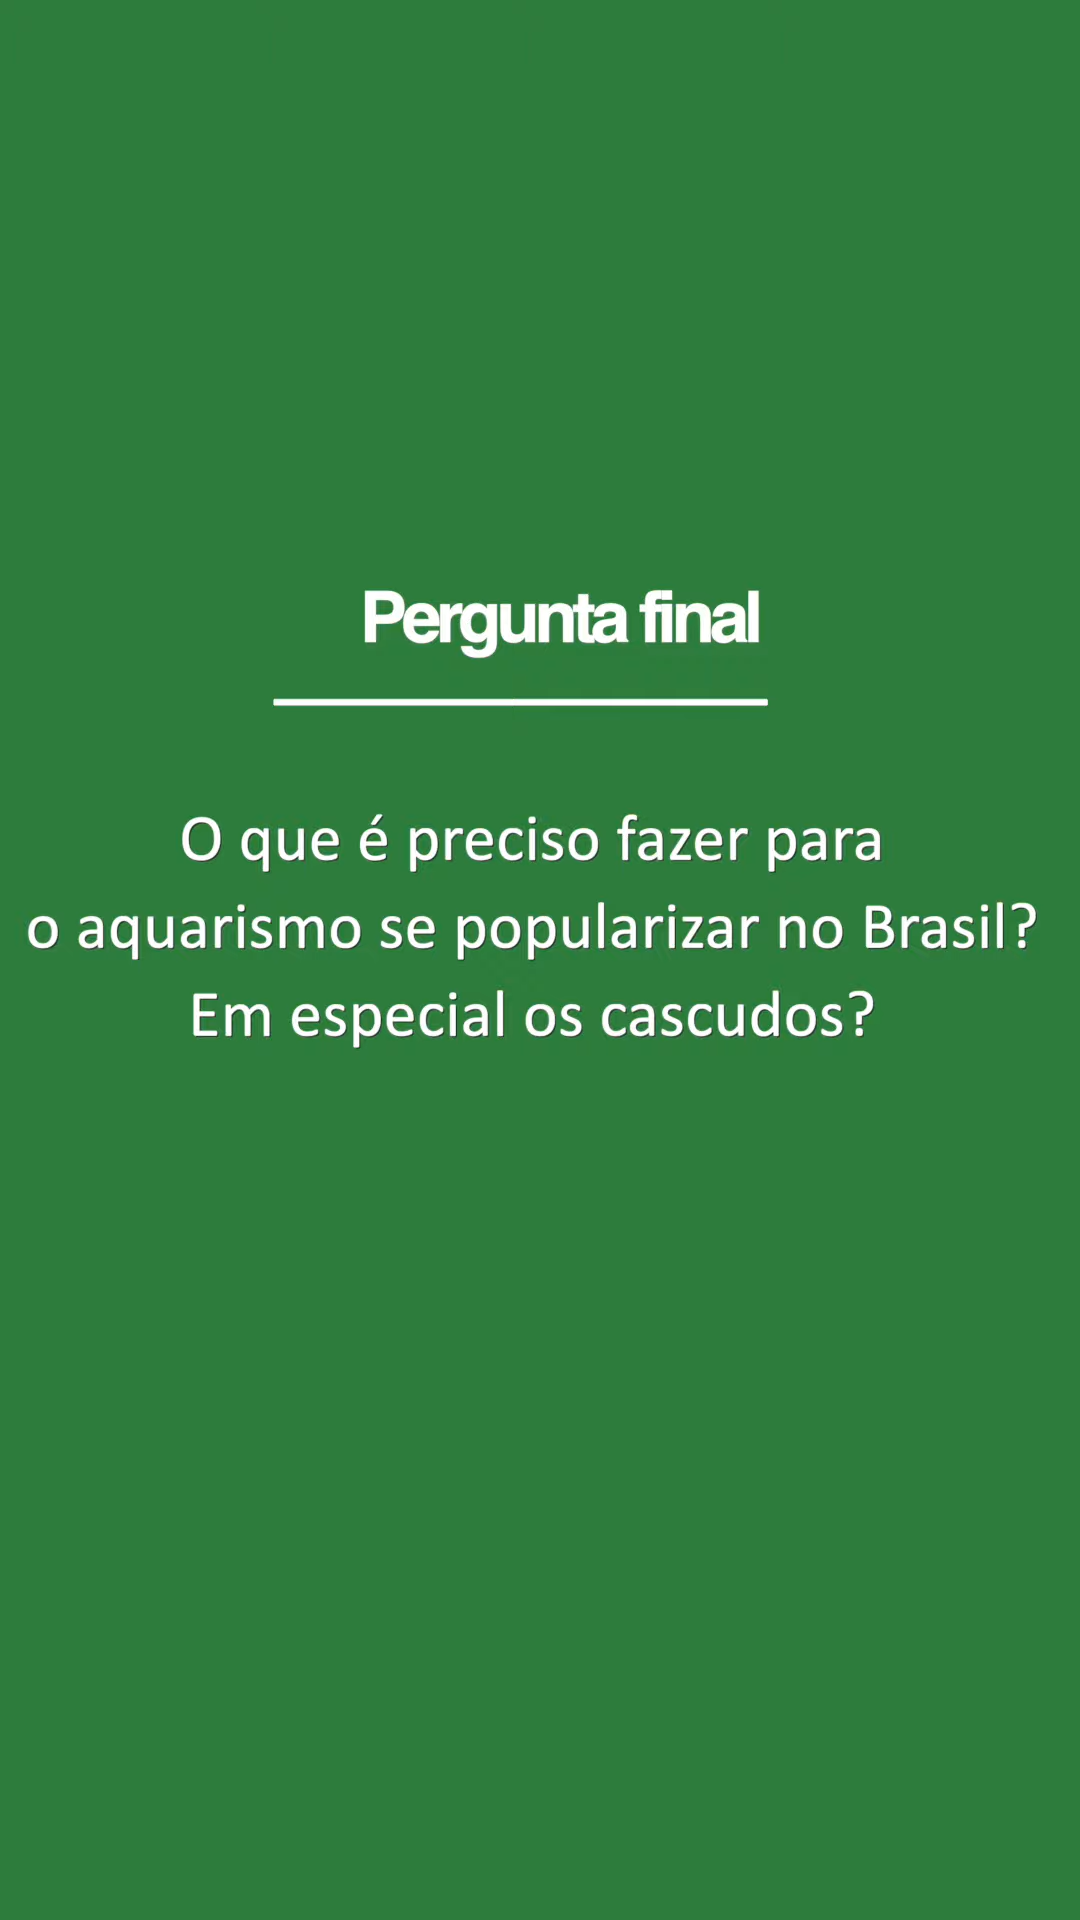 Pergunta final
O que é preciso fazer para
o aquarismo se popularizar no Brasil?
Em especial os cascudos?